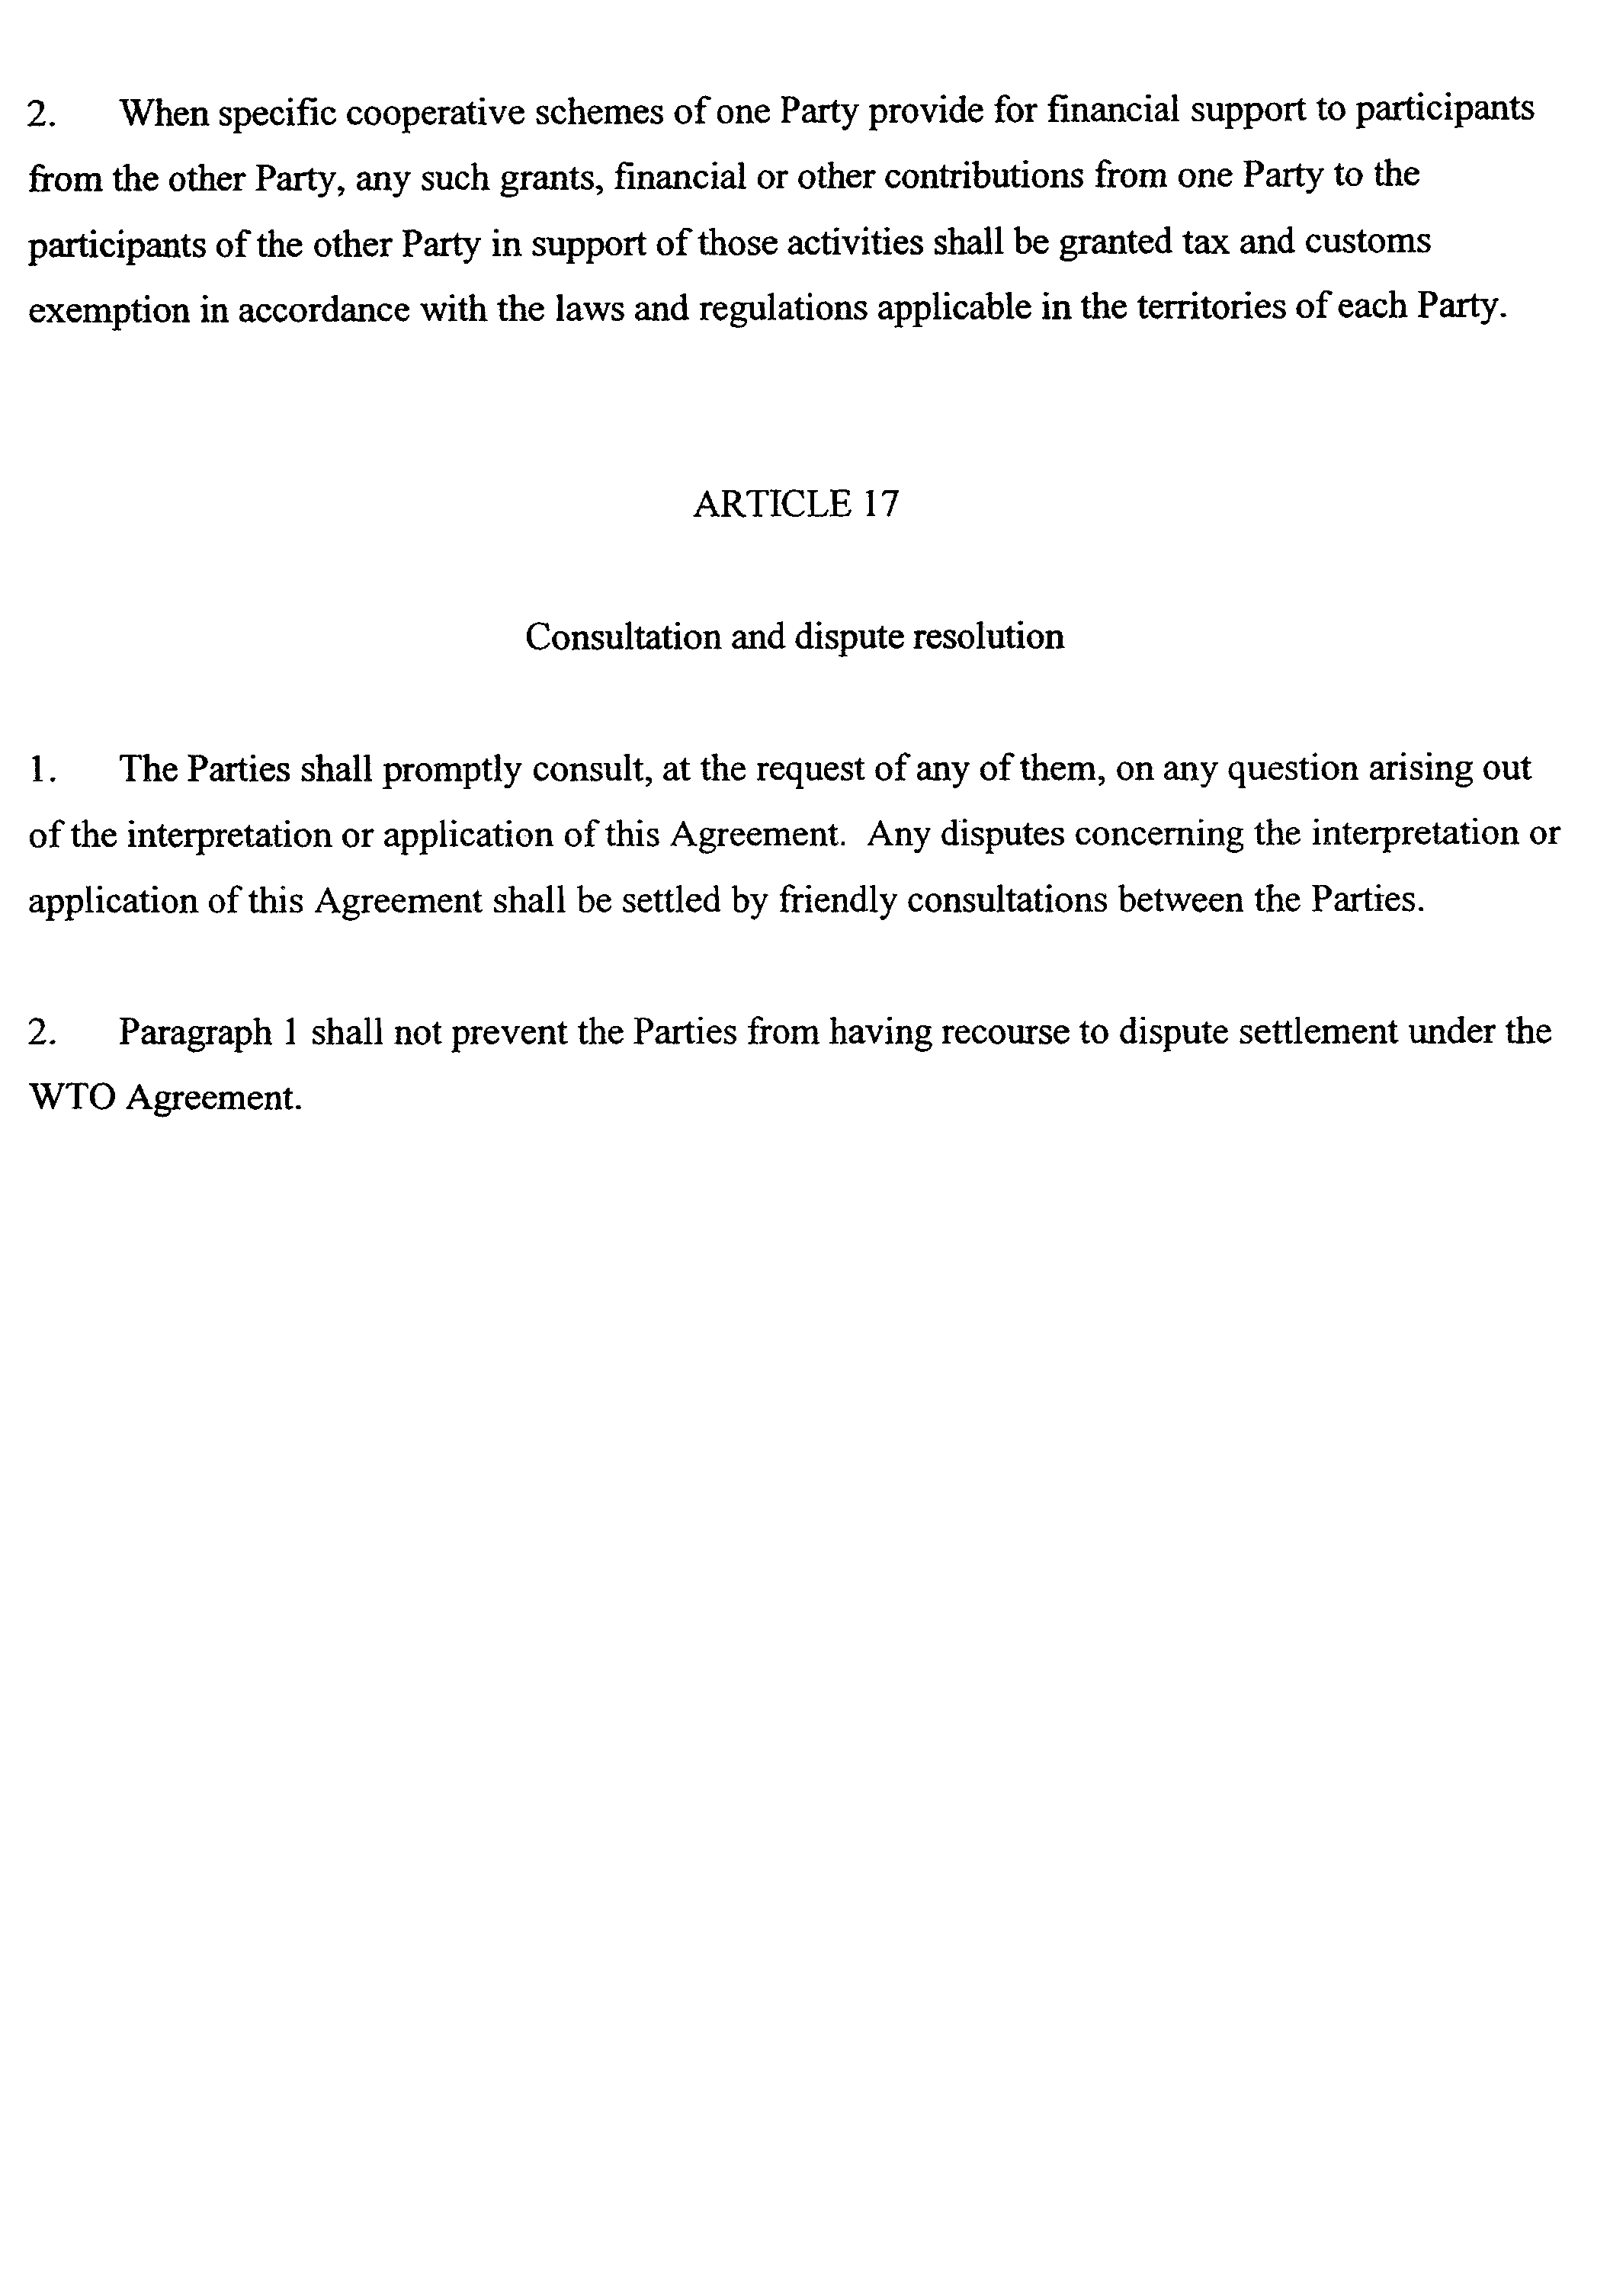 2. When specific cooperative schemes of one Party provide for financial support to participants
from the other Party, any such grants, financial or other contributions from one Party to the
participants of the other Party in support of those activities shall be granted tax and customs
exemption in accordance with the laws and regulations applicable in the territories of each Party.
ARTICLE 17
Consultation and dispute resolution
1. The Parties shall promptly consult, at the request of any of them, on any question arising out
of the interpretation or application of this Agreement. Any disputes concerning the interpretation or
application of this Agreement shall be settled by friendly consultations between the Parties.
2. Paragraph 1 shall not prevent the Parties from having recourse to dispute settlement under the
WTO Agreement.